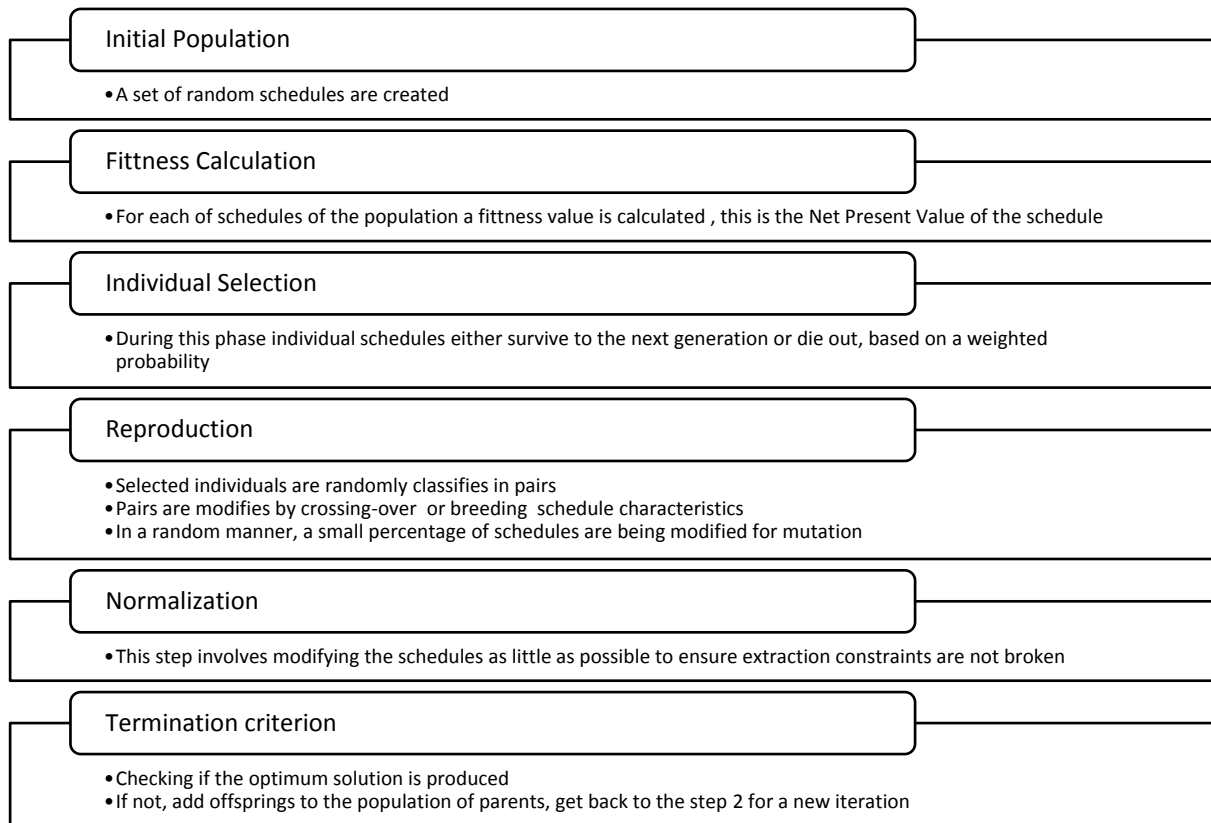 Initial Population
•A set of random schedules are created
Fittness Calculation
•For each of schedules of the population a fittness value is calculated , this is the Net Present Value of the schedule
Individual Selection
•During this phase individual schedules either survive to the next generation or die out, based on a weighted
probability
Reproduction
•Selected individuals are randomly classifies in pairs
•Pairs are modifies by crossing-over  or breeding  schedule characteristics
•In a random manner, a small percentage of schedules are being modified for mutation
Normalization
•This step involves modifying the schedules as little as possible to ensure extraction constraints are not broken
Termination criterion
•Checking if the optimum solution is produced
•If not, add offsprings to the population of parents, get back to the step 2 for a new iteration